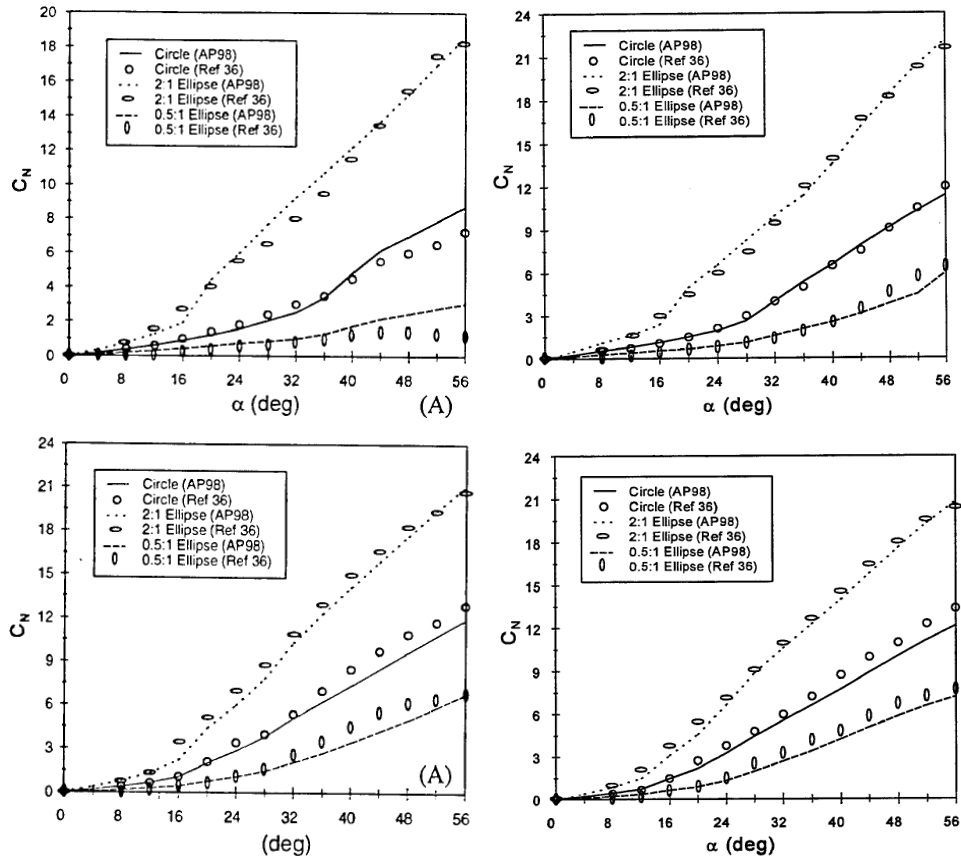 20
18
16
14
12
10
8
6
4
2
0
C_N
Circle (AP98)
Circle (Ref 36)
2:1 Ellipse (AP98)
2:1 Ellipse (Ref 36)
0.5:1 Ellipse (AP98)
0.5:1 Ellipse (Ref 36)
0 8 16 24 32 40 48 56
α (deg)
(A)
24
21
18
15
12
9
6
3
0
C_N
Circle (AP98)
Circle (Ref 36)
2:1 Ellipse (AP98)
2:1 Ellipse (Ref 36)
0.5:1 Ellipse (AP98)
0.5:1 Ellipse (Ref 36)
0 8 16 24 32 40 48 56
α (deg)
24
21
18
15
12
9
6
3
0
C_N
Circle (AP98)
Circle (Ref 36)
2:1 Ellipse (AP98)
2:1 Ellipse (Ref 36)
0.5:1 Ellipse (AP98)
0.5:1 Ellipse (Ref 36)
0 8 16 24 32 40 48 56
(deg)
(A)
24
21
18
15
12
9
6
3
0
C_N
Circle (AP98)
Circle (Ref 36)
2:1 Ellipse (AP98)
2:1 Ellipse (Ref 36)
0.5:1 Ellipse (AP98)
0.5:1 Ellipse (Ref 36)
0 8 16 24 32 40 48 56
α (deg)